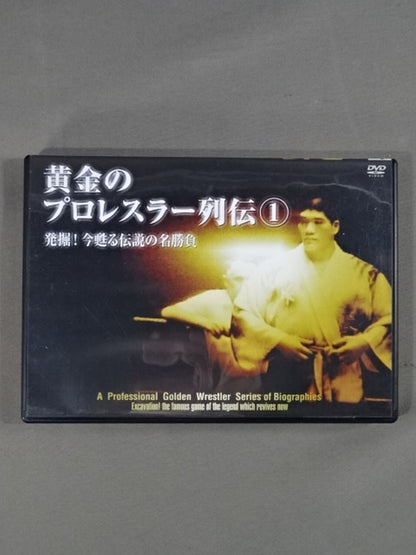 DVD
VIDEO
黄金の
プロレスラー列伝①
発掘！今甦る伝説の名勝負
A Professional Golden Wrestler Series of Biographies
Excavation! the famous game of the legend which revives now